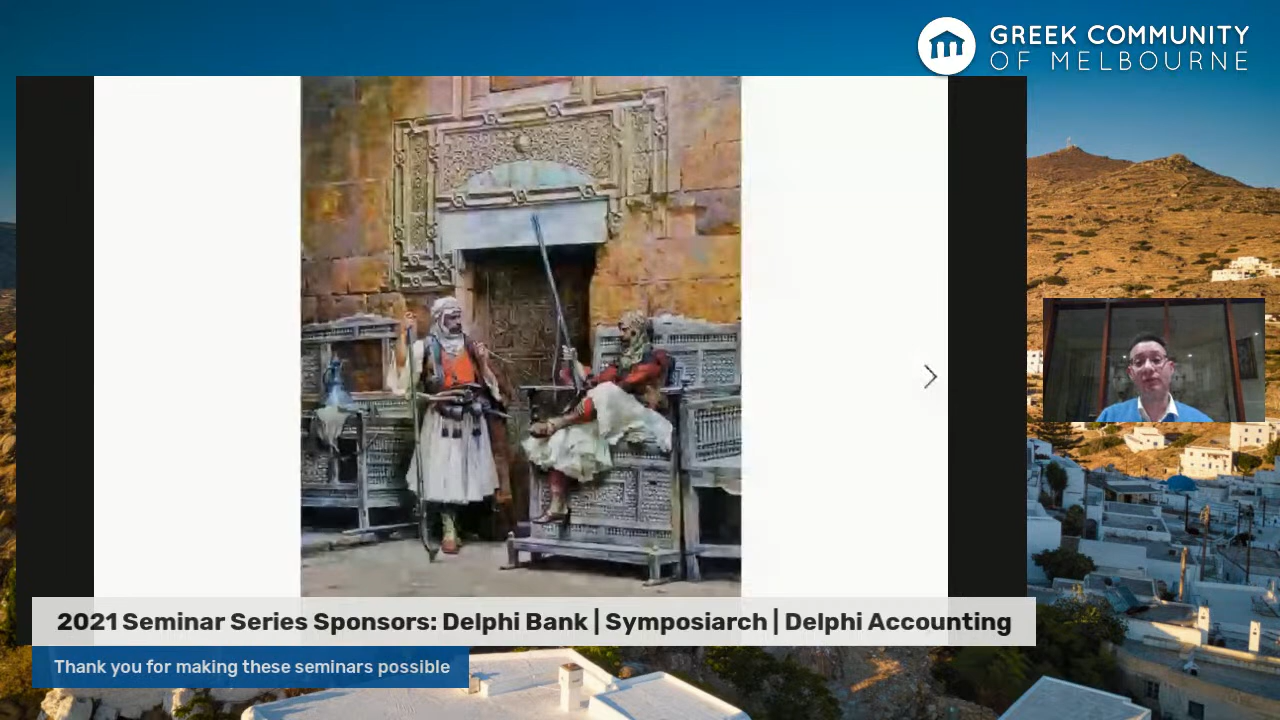 GREEK COMMUNITY
OF MELBOURNE
2021 Seminar Series Sponsors: Delphi Bank | Symposiarch | Delphi Accounting
Thank you for making these seminars possible